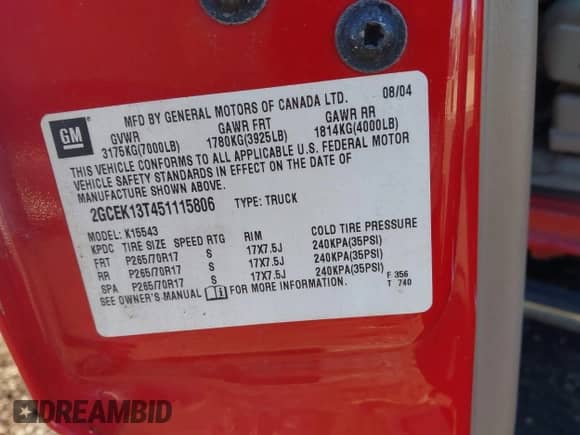 MFD BY GENERAL MOTORS OF CANADA LTD. 08/04
GM
GVWR GAWR FRT GAWR RR
3175KG(7000LB) 1780KG(3925LB) 1814KG(4000LB)
THIS VEHICLE CONFORMS TO ALL APPLICABLE U.S. FEDERAL MOTOR
VEHICLE SAFETY STANDARDS IN EFFECT ON THE DATE OF
MANUFACTURE SHOWN ABOVE.
2GCEK13T451115806 TYPE: TRUCK
MODEL: K15543
KPDC TIRE SIZE SPEED RTG RIM COLD TIRE PRESSURE
FRT P265/70R17 S 17X7.5J 240KPA(35PSI)
RR P265/70R17 S 17X7.5J 240KPA(35PSI)
SPA P265/70R17 S 17X7.5J 240KPA(35PSI)
SEE OWNER'S MANUAL FOR MORE INFORMATION.
F 356
T 740
DREAMBID